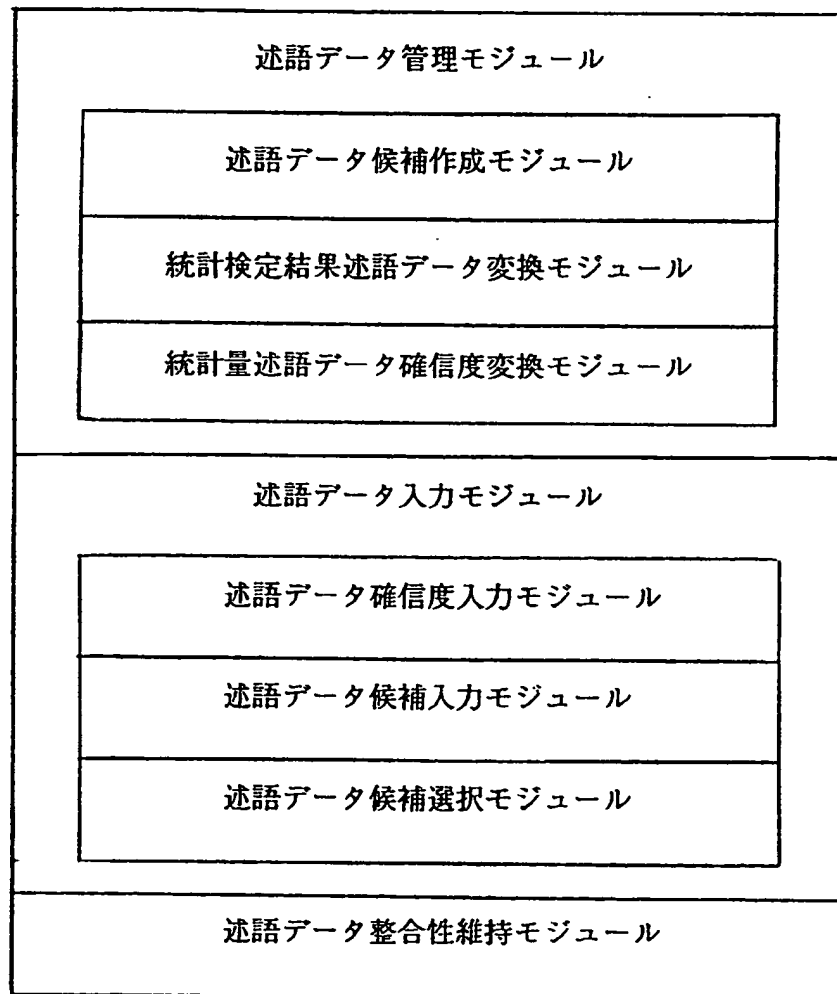 述語データ管理モジュール
述語データ候補作成モジュール
統計検定結果述語データ変換モジュール
統計量述語データ確信度変換モジュール
述語データ入力モジュール
述語データ確信度入力モジュール
述語データ候補入力モジュール
述語データ候補選択モジュール
述語データ整合性維持モジュール